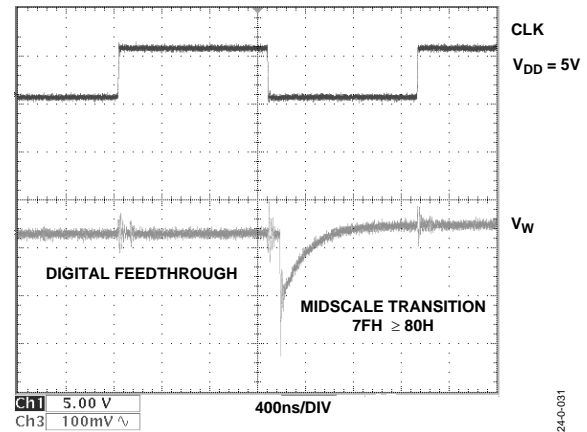 CLK
V_DD = 5V
V_W
DIGITAL FEEDTHROUGH
MIDSCALE TRANSITION
7FH ≥ 80H
Ch1 5.00 V
400ns/DIV
Ch3 100mV ∿
24-0-031